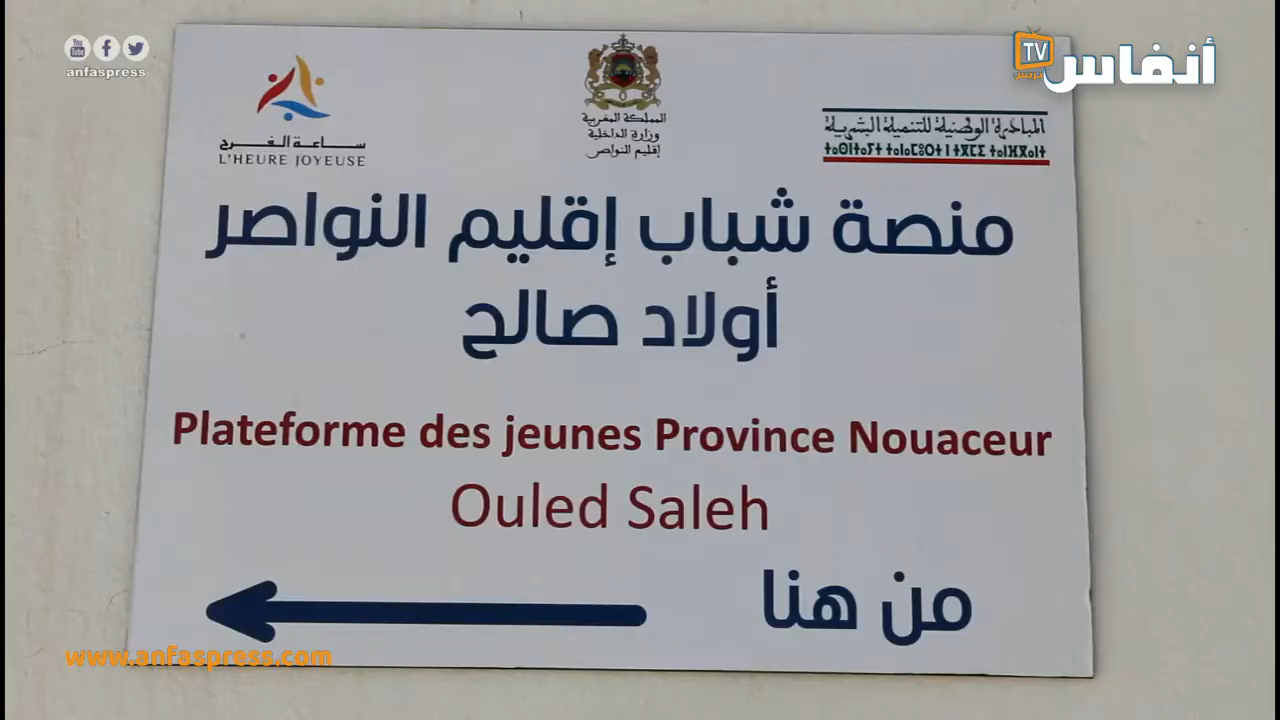 anfaspress
أنفاس
TV
بريس
ساعة الفرح
L'HEURE JOYEUSE
المملكة المغربية
وزارة الداخلية
إقليم النواصر
المبادرة الوطنية للتنمية البشرية
منصة شباب إقليم النواصر
أولاد صالح
Plateforme des jeunes Province Nouaceur
Ouled Saleh
من هنا
www.anfaspress.com